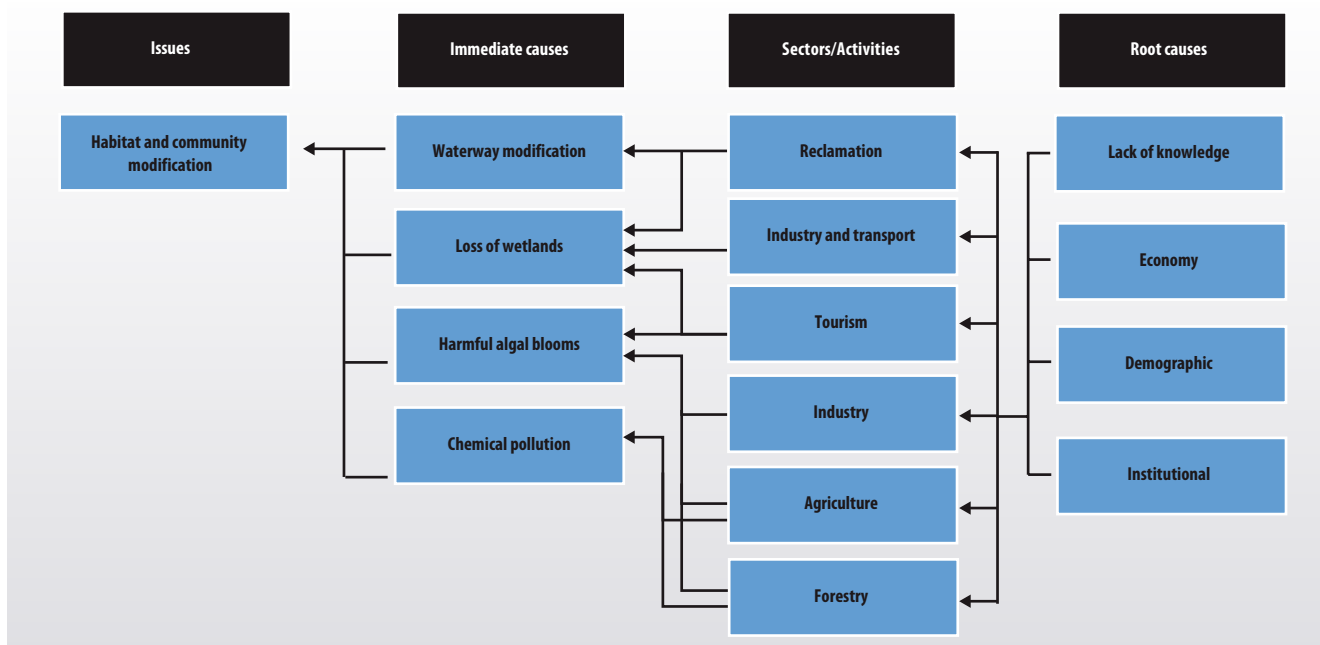 Issues
Immediate causes
Sectors/Activities
Root causes
Habitat and community
modification
Waterway modification
Reclamation
Lack of knowledge
Loss of wetlands
Industry and transport
Economy
Harmful algal blooms
Tourism
Demographic
Chemical pollution
Industry
Institutional
Agriculture
Forestry